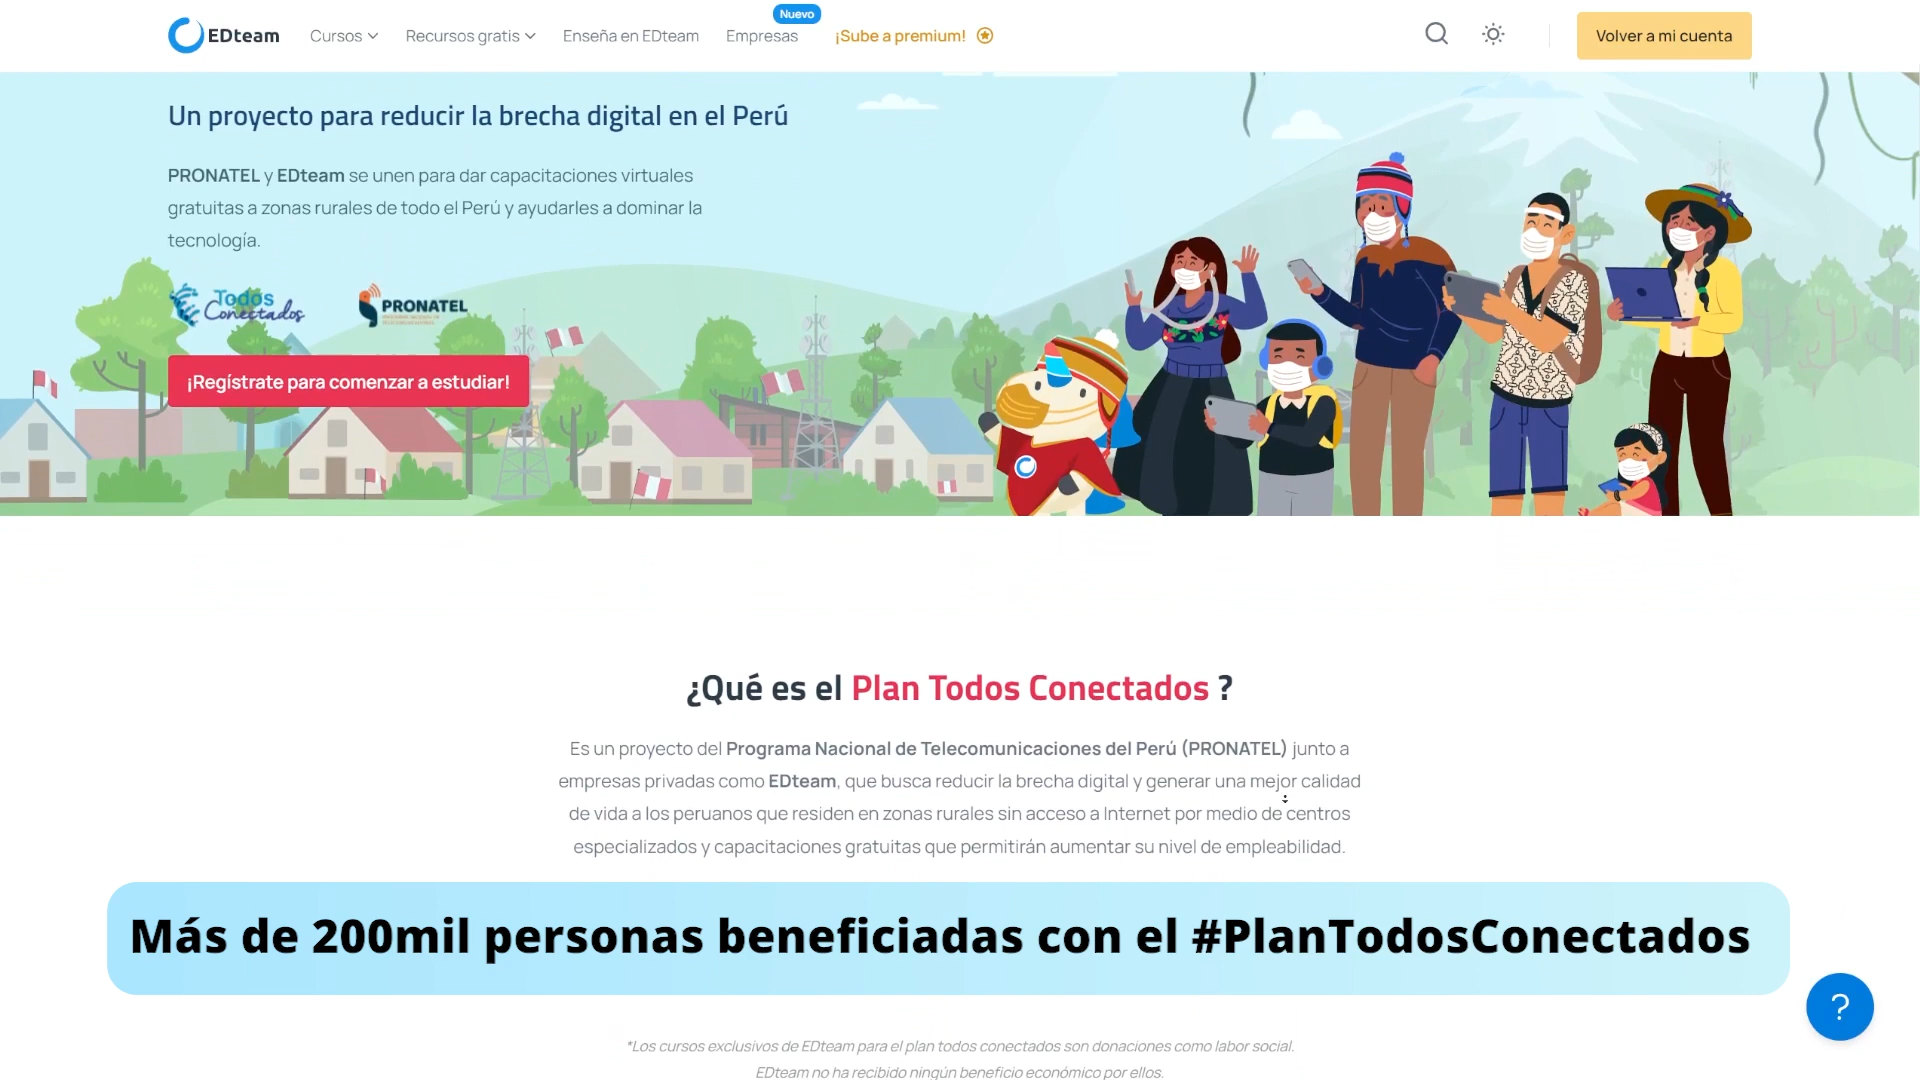 EDteam
Cursos
Recursos gratis
Enseña en EDteam
Empresas
Nuevo
¡Sube a premium!
Volver a mi cuenta
Un proyecto para reducir la brecha digital en el Perú
PRONATEL y EDteam se unen para dar capacitaciones virtuales
gratuitas a zonas rurales de todo el Perú y ayudarles a dominar la
tecnología.
Todos
Conectados
PRONATEL
¡Regístrate para comenzar a estudiar!
¿Qué es el Plan Todos Conectados ?
Es un proyecto del Programa Nacional de Telecomunicaciones del Perú (PRONATEL) junto a
empresas privadas como EDteam, que busca reducir la brecha digital y generar una mejor calidad
de vida a los peruanos que residen en zonas rurales sin acceso a Internet por medio de centros
especializados y capacitaciones gratuitas que permitirán aumentar su nivel de empleabilidad.
Más de 200mil personas beneficiadas con el #PlanTodosConectados
?
*Los cursos exclusivos de EDteam para el plan todos conectados son donaciones como labor social.
EDteam no ha recibido ningún beneficio económico por ellos.